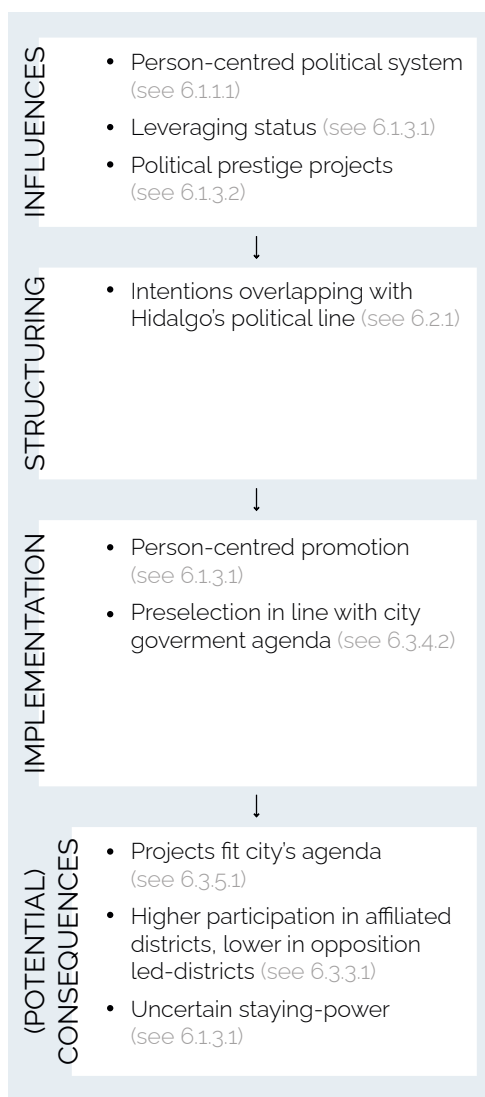 INFLUENCES
• Person-centred political system
(see 6.1.1.1)
• Leveraging status (see 6.1.3.1)
• Political prestige projects
(see 6.1.3.2)
↓
STRUCTURING
• Intentions overlapping with
Hidalgo's political line (see 6.2.1)
↓
IMPLEMENTATION
• Person-centred promotion
(see 6.1.3.1)
• Preselection in line with city
goverment agenda (see 6.3.4.2)
↓
(POTENTIAL)
CONSEQUENCES
• Projects fit city's agenda
(see 6.3.5.1)
• Higher participation in affiliated
districts, lower in opposition
led-districts (see 6.3.3.1)
• Uncertain staying-power
(see 6.1.3.1)